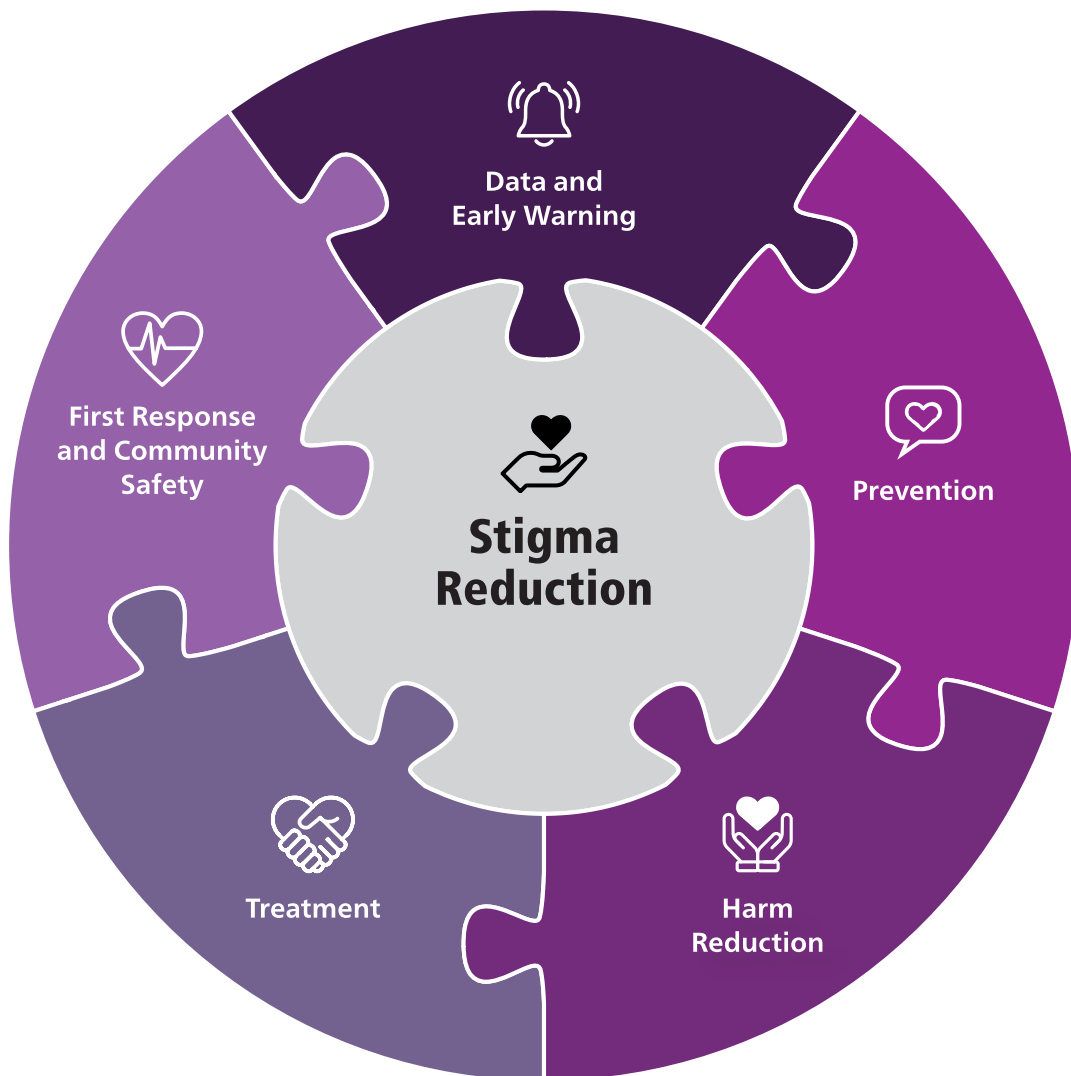 Data and
Early Warning
First Response
and Community
Safety
Prevention
Stigma
Reduction
Treatment
Harm
Reduction